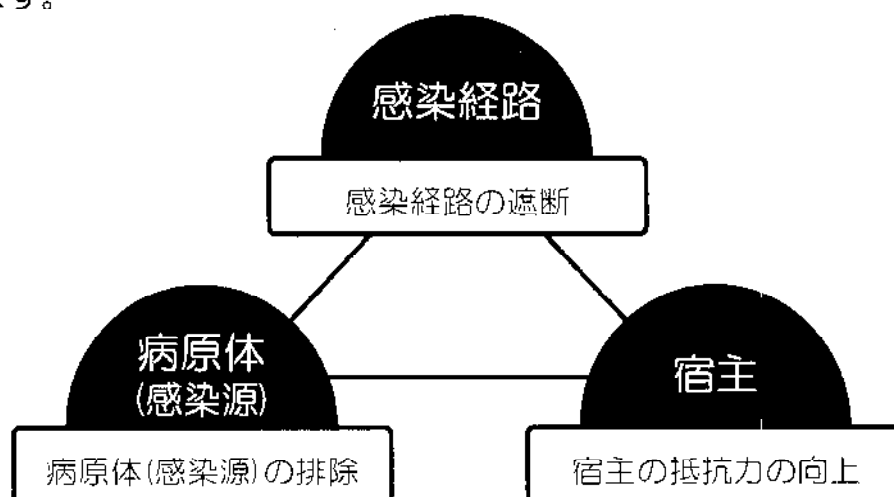 す。
感染経路
感染経路の遮断
病原体
(感染源)
病原体(感染源)の排除
宿主
宿主の抵抗力の向上